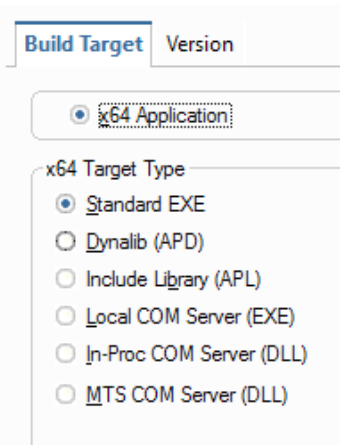 Build Target Version
x64 Application
x64 Target Type
Standard EXE
Dynalib (APD)
Include Library (APL)
Local COM Server (EXE)
In-Proc COM Server (DLL)
MTS COM Server (DLL)